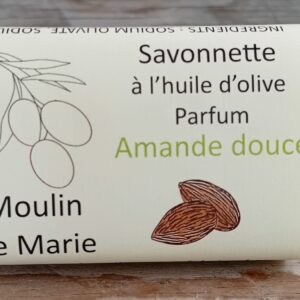 INGREDIENTS : SODIUM OLIVATE
Savonnette
à l’huile d’olive
Parfum
Amande douce
Moulin
Marie